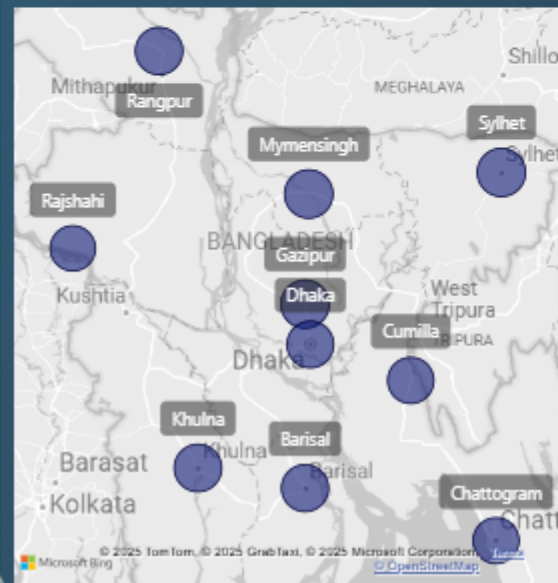 Shillo
Mithapukur
MEGHALAYA
Rangpur
Sylhet
Mymensingh
Sylhet
Rajshahi
BANGLADESH
Gazipur
Kushtia
Dhaka
West
Tripura
Cumilla
TRIPURA
Dhaka
Khulna
Khulna
Barisal
Barasat
Barisal
Kolkata
Chattogram
Chatt
© 2025 TomTom, © 2025 GrabTaxi, © 2025 Microsoft Corporation, Terms
Microsoft Bing
© OpenStreetMap